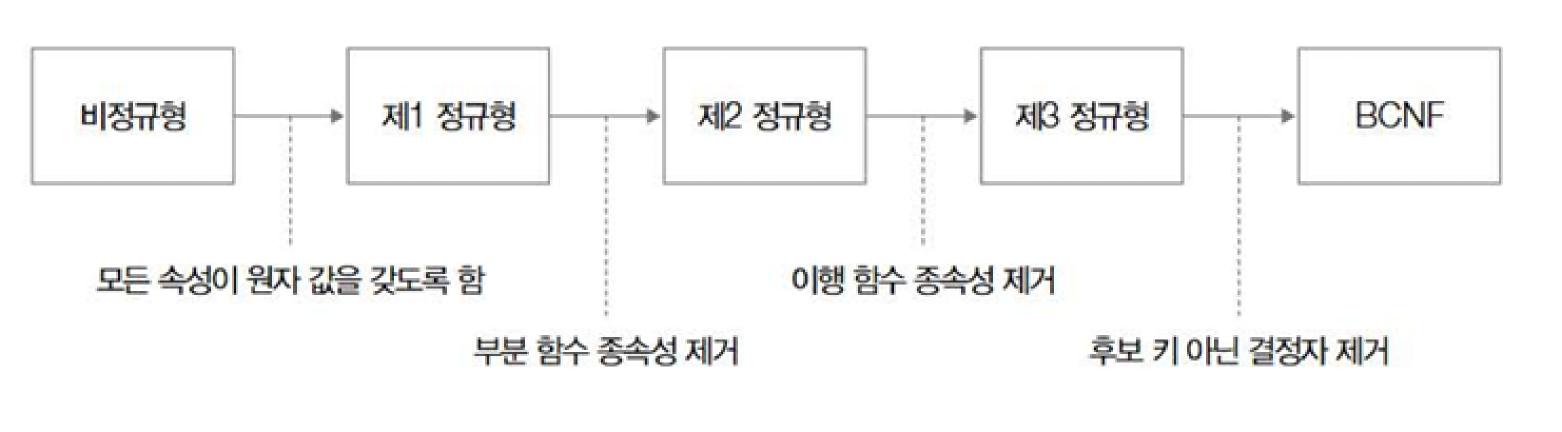 비정규형
제1 정규형
제2 정규형
제3 정규형
BCNF
모든 속성이 원자 값을 갖도록 함
이행 함수 종속성 제거
부분 함수 종속성 제거
후보 키 아닌 결정자 제거